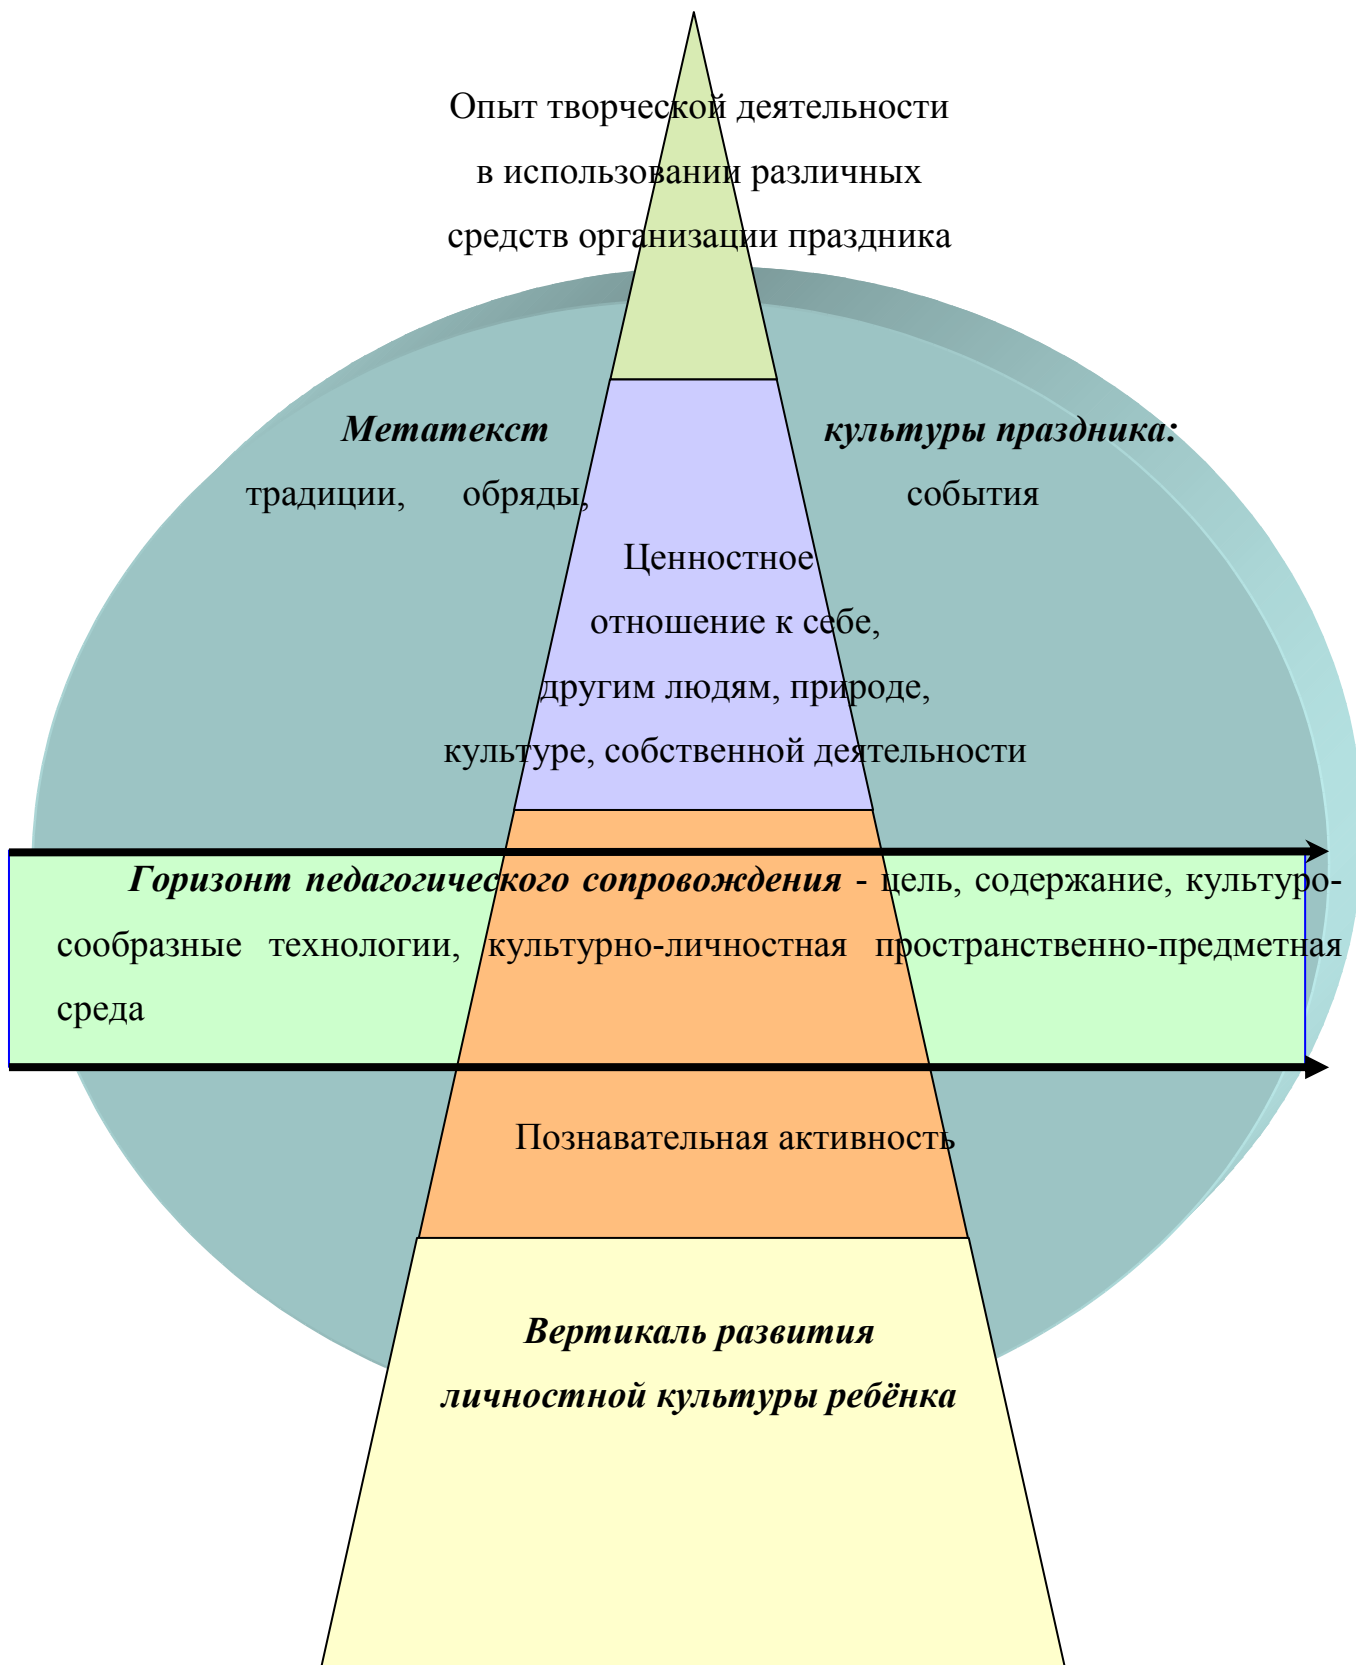 Опыт творческой деятельности
в использовании различных
средств организации праздника
Метатекст культуры праздника:
традиции, обряды, события
Ценностное
отношение к себе,
другим людям, природе,
культуре, собственной деятельности
Горизонт педагогического сопровождения - цель, содержание, культуро-
сообразные технологии, культурно-личностная пространственно-предметная
среда
Познавательная активность
Вертикаль развития
личностной культуры ребёнка